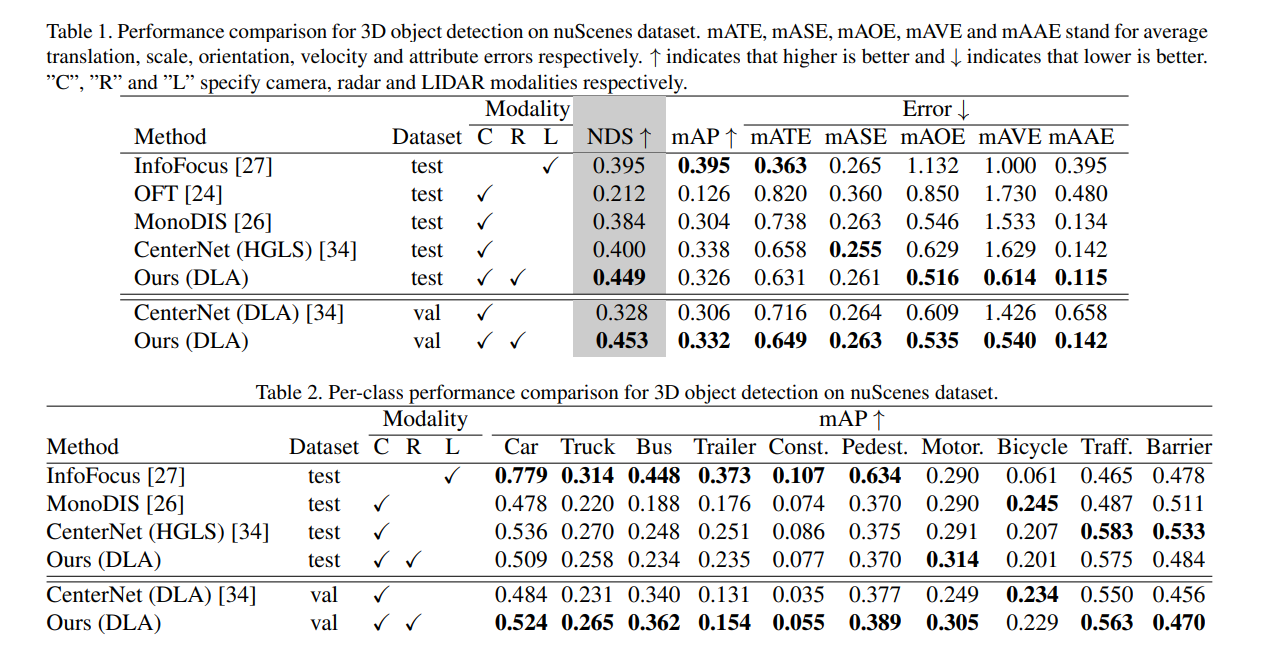 Table 1. Performance comparison for 3D object detection on nuScenes dataset. mATE, mASE, mAOE, mAVE and mAAE stand for average
translation, scale, orientation, velocity and attribute errors respectively. ↑ indicates that higher is better and ↓ indicates that lower is better.
”C”, ”R” and ”L” specify camera, radar and LIDAR modalities respectively.
Modality Error ↓
Method Dataset C R L NDS ↑ mAP ↑ mATE mASE mAOE mAVE mAAE
InfoFocus [27] test ✓ 0.395 0.395 0.363 0.265 1.132 1.000 0.395
OFT [24] test ✓ 0.212 0.126 0.820 0.360 0.850 1.730 0.480
MonoDIS [26] test ✓ 0.384 0.304 0.738 0.263 0.546 1.533 0.134
CenterNet (HGLS) [34] test ✓ 0.400 0.338 0.658 0.255 0.629 1.629 0.142
Ours (DLA) test ✓ ✓ 0.449 0.326 0.631 0.261 0.516 0.614 0.115
CenterNet (DLA) [34] val ✓ 0.328 0.306 0.716 0.264 0.609 1.426 0.658
Ours (DLA) val ✓ ✓ 0.453 0.332 0.649 0.263 0.535 0.540 0.142
Table 2. Per-class performance comparison for 3D object detection on nuScenes dataset.
Modality mAP ↑
Method Dataset C R L Car Truck Bus Trailer Const. Pedest. Motor. Bicycle Traff. Barrier
InfoFocus [27] test ✓ 0.779 0.314 0.448 0.373 0.107 0.634 0.290 0.061 0.465 0.478
MonoDIS [26] test ✓ 0.478 0.220 0.188 0.176 0.074 0.370 0.290 0.245 0.487 0.511
CenterNet (HGLS) [34] test ✓ 0.536 0.270 0.248 0.251 0.086 0.375 0.291 0.207 0.583 0.533
Ours (DLA) test ✓ ✓ 0.509 0.258 0.234 0.235 0.077 0.370 0.314 0.201 0.575 0.484
CenterNet (DLA) [34] val ✓ 0.484 0.231 0.340 0.131 0.035 0.377 0.249 0.234 0.550 0.456
Ours (DLA) val ✓ ✓ 0.524 0.265 0.362 0.154 0.055 0.389 0.305 0.229 0.563 0.470